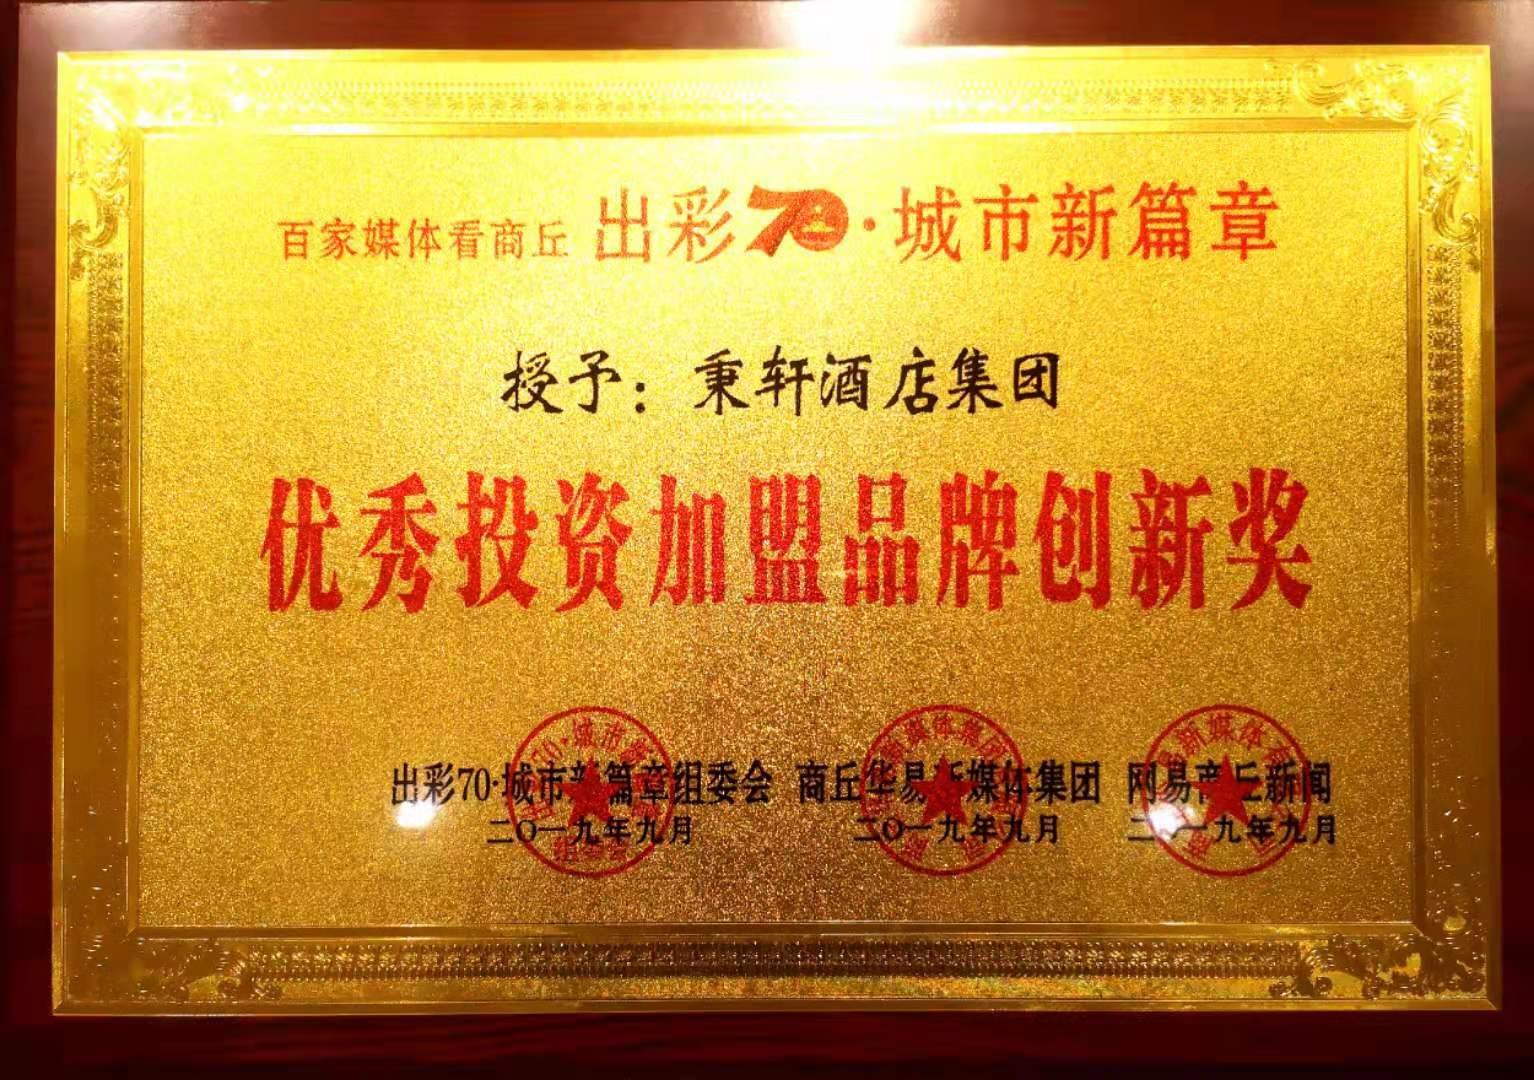 百家媒体看商丘 出彩70·城市新篇章
授予：秉轩酒店集团
优秀投资加盟品牌创新奖
出彩70·城市新篇章组委会 商丘华易新媒体集团 网易商丘新闻
二〇一九年九月 二〇一九年九月 二〇一九年九月